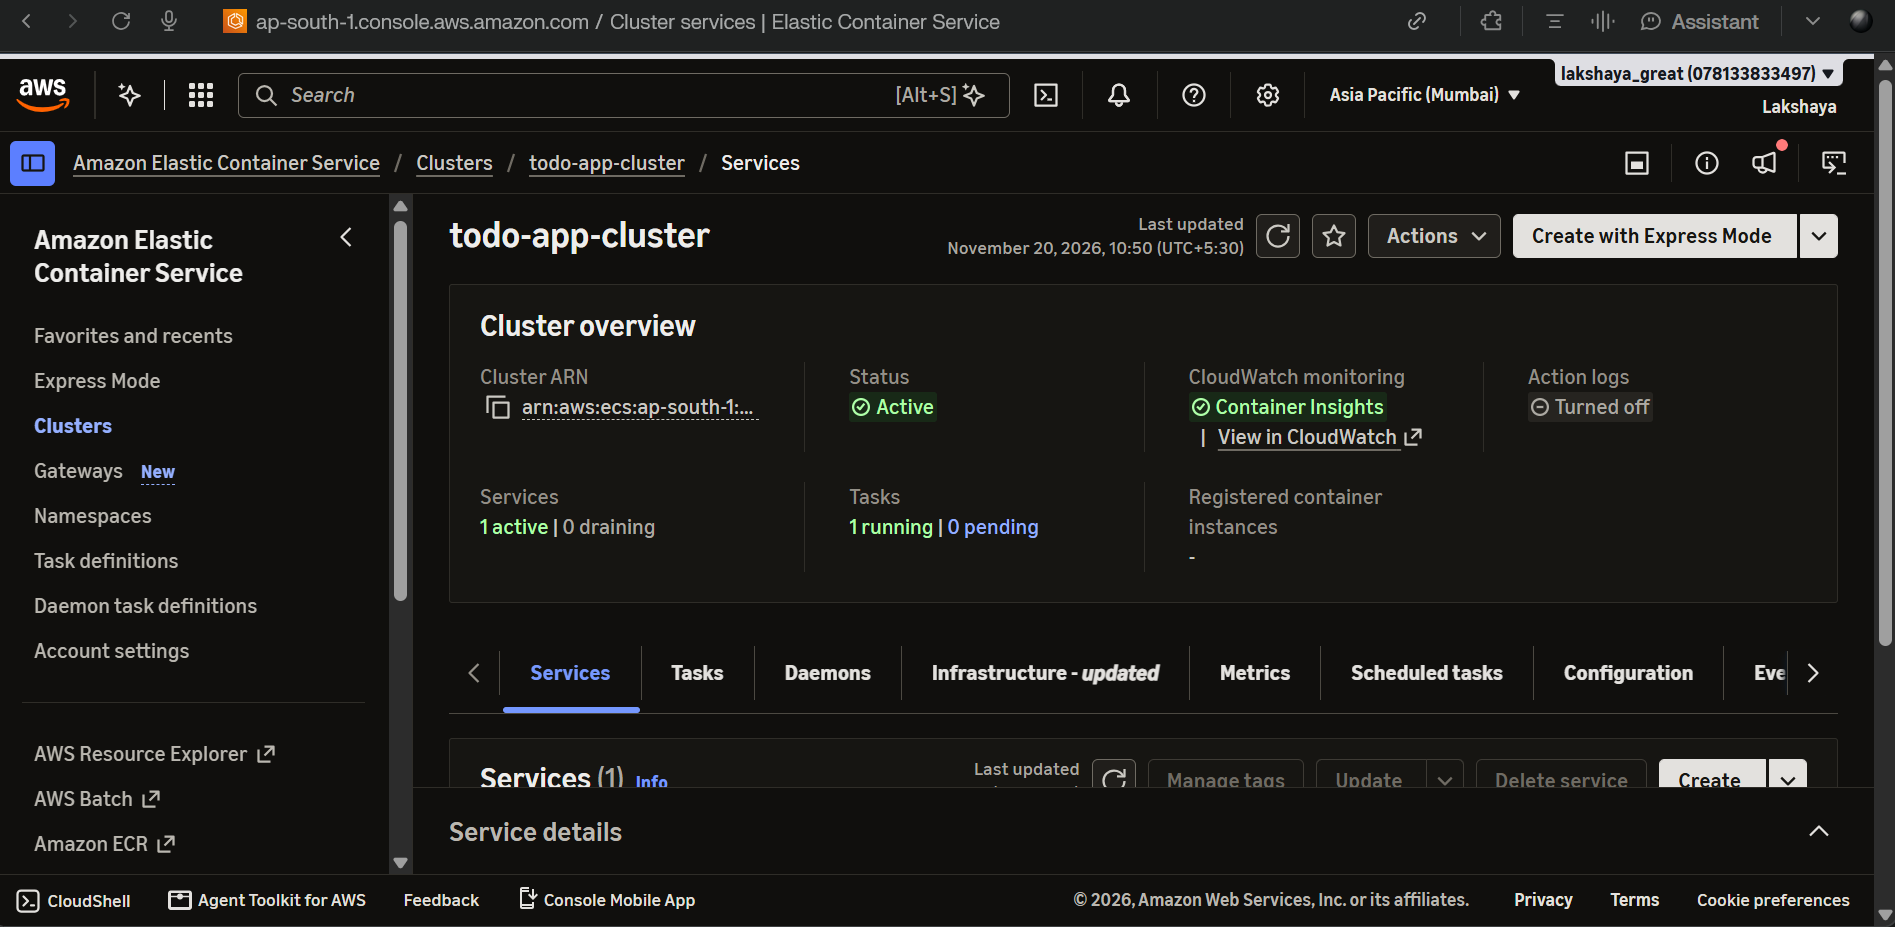 ap-south-1.console.aws.amazon.com / Cluster services | Elastic Container Service
Assistant
aws
Search
[Alt+S]
Asia Pacific (Mumbai)
lakshaya_great (078133833497)
Lakshaya
Amazon Elastic Container Service / Clusters / todo-app-cluster / Services
Amazon Elastic
Container Service
Favorites and recents
Express Mode
Clusters
Gateways New
Namespaces
Task definitions
Daemon task definitions
Account settings
AWS Resource Explorer
AWS Batch
Amazon ECR
todo-app-cluster
Last updated
November 20, 2026, 10:50 (UTC+5:30)
Actions
Create with Express Mode
Cluster overview
Cluster ARN
arn:aws:ecs:ap-south-1:...
Status
Active
CloudWatch monitoring
Container Insights
| View in CloudWatch
Action logs
Turned off
Services
1 active | 0 draining
Tasks
1 running | 0 pending
Registered container
instances
-
Services
Tasks
Daemons
Infrastructure - updated
Metrics
Scheduled tasks
Configuration
Eve
Services (1) Info
Last updated
Manage tags
Update
Delete service
Create
Service details
CloudShell
Agent Toolkit for AWS
Feedback
Console Mobile App
© 2026, Amazon Web Services, Inc. or its affiliates.
Privacy
Terms
Cookie preferences